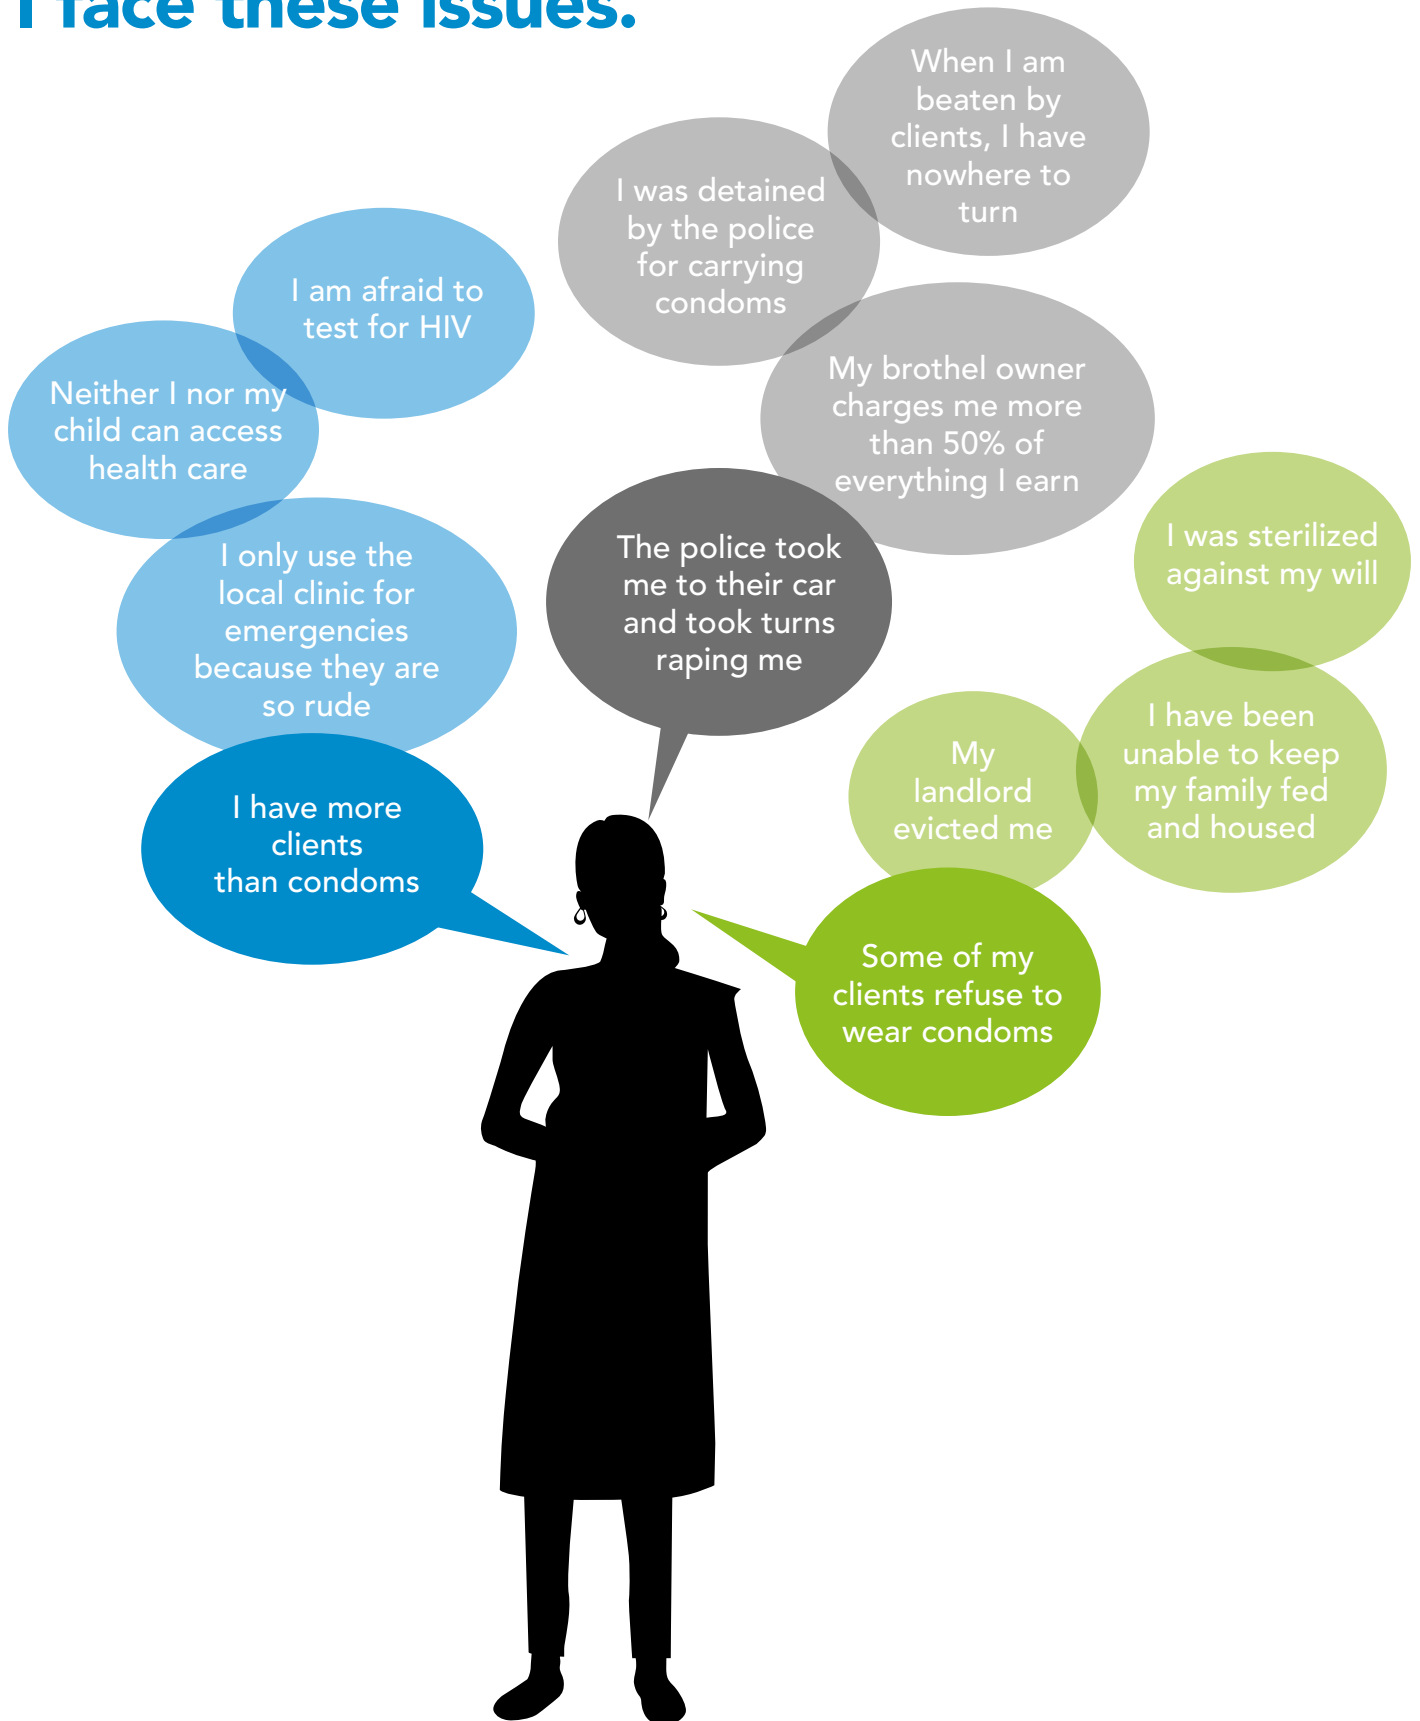 I face these issues.
When I am
beaten by
clients, I have
nowhere to
turn
I was detained
by the police
for carrying
condoms
I am afraid to
test for HIV
Neither I nor my
child can access
health care
My brothel owner
charges me more
than 50% of
everything I earn
I only use the
local clinic for
emergencies
because they are
so rude
The police took
me to their car
and took turns
raping me
I was sterilized
against my will
I have been
unable to keep
my family fed
and housed
My
landlord
evicted me
I have more
clients
than condoms
Some of my
clients refuse to
wear condoms